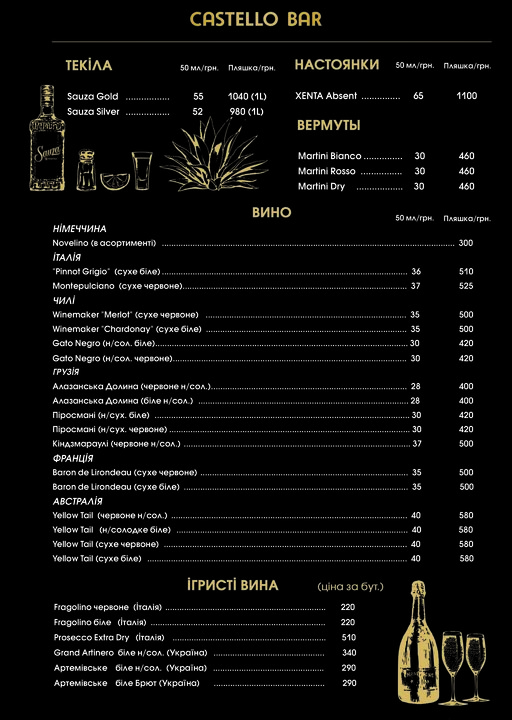 CASTELLO BAR
ТЕКІЛА 50 мл/грн. Пляшка/грн.
Sauza Gold ................. 55 1040 (1L)
Sauza Silver ................. 52 980 (1L)
Sauza
НАСТОЯНКИ 50 мл/грн. Пляшка/грн.
XENTA Absent .............. 65 1100
ВЕРМУТЫ
Martini Bianco .............. 30 460
Martini Rosso ............... 30 460
Martini Dry ................. 30 460
ВИНО 50 мл/грн. Пляшка/грн.
НІМЕЧЧИНА
Novelino (в асортименті) ................ 300
ІТАЛІЯ
"Pinnot Grigio" (сухе біле) ................ 36 510
Montepulciano (сухе червоне) ................ 37 525
ЧИЛІ
Winemaker "Merlot" (сухе червоне) ................ 35 500
Winemaker "Chardonay" (сухе біле) ................ 35 500
Gato Negro (н/сол. біле) ................ 30 420
Gato Negro (н/сол. червоне) ................ 30 420
ГРУЗІЯ
Алазанська Долина (червоне н/сол.) ................ 28 400
Алазанська Долина (біле н/сол.) ................ 28 400
Піросмані (н/сух. біле) ................ 30 420
Піросмані (н/сух. червоне) ................ 30 420
Кіндзмараулі (червоне н/сол.) ................ 37 500
ФРАНЦІЯ
Baron de Lirondeau (сухе червоне) ................ 35 500
Baron de Lirondeau (сухе біле) ................ 35 500
АВСТРАЛІЯ
Yellow Tail (червоне н/сол.) ................ 40 580
Yellow Tail (н/солодке біле) ................ 40 580
Yellow Tail (сухе червоне) ................ 40 580
Yellow Tail (сухе біле) ................ 40 580
ІГРИСТІ ВИНА (ціна за бут.)
Fragolino червоне (Італія) ................ 220
Fragolino біле (Італія) ................ 220
Prosecco Extra Dry (Італія) ................ 510
Grand Artinero біле н/сол. (Україна) ................ 340
Артемівське біле н/сол. (Україна) ................ 290
Артемівське біле Брют (Україна) ................ 290